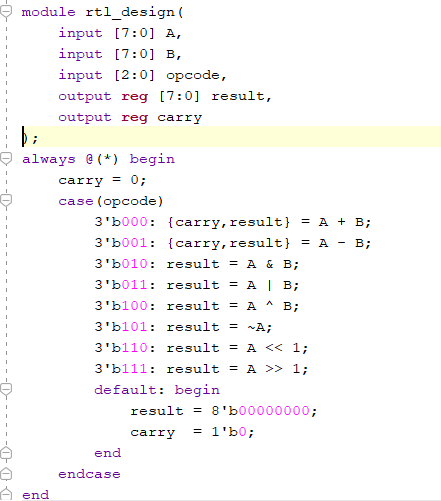 module rtl_design(
    input [7:0] A,
    input [7:0] B,
    input [2:0] opcode,
    output reg [7:0] result,
    output reg carry
);
always @(*) begin
    carry = 0;
    case(opcode)
        3'b000: {carry,result} = A + B;
        3'b001: {carry,result} = A - B;
        3'b010: result = A & B;
        3'b011: result = A | B;
        3'b100: result = A ^ B;
        3'b101: result = ~A;
        3'b110: result = A << 1;
        3'b111: result = A >> 1;
        default: begin
            result = 8'b00000000;
            carry  = 1'b0;
        end
    endcase
end